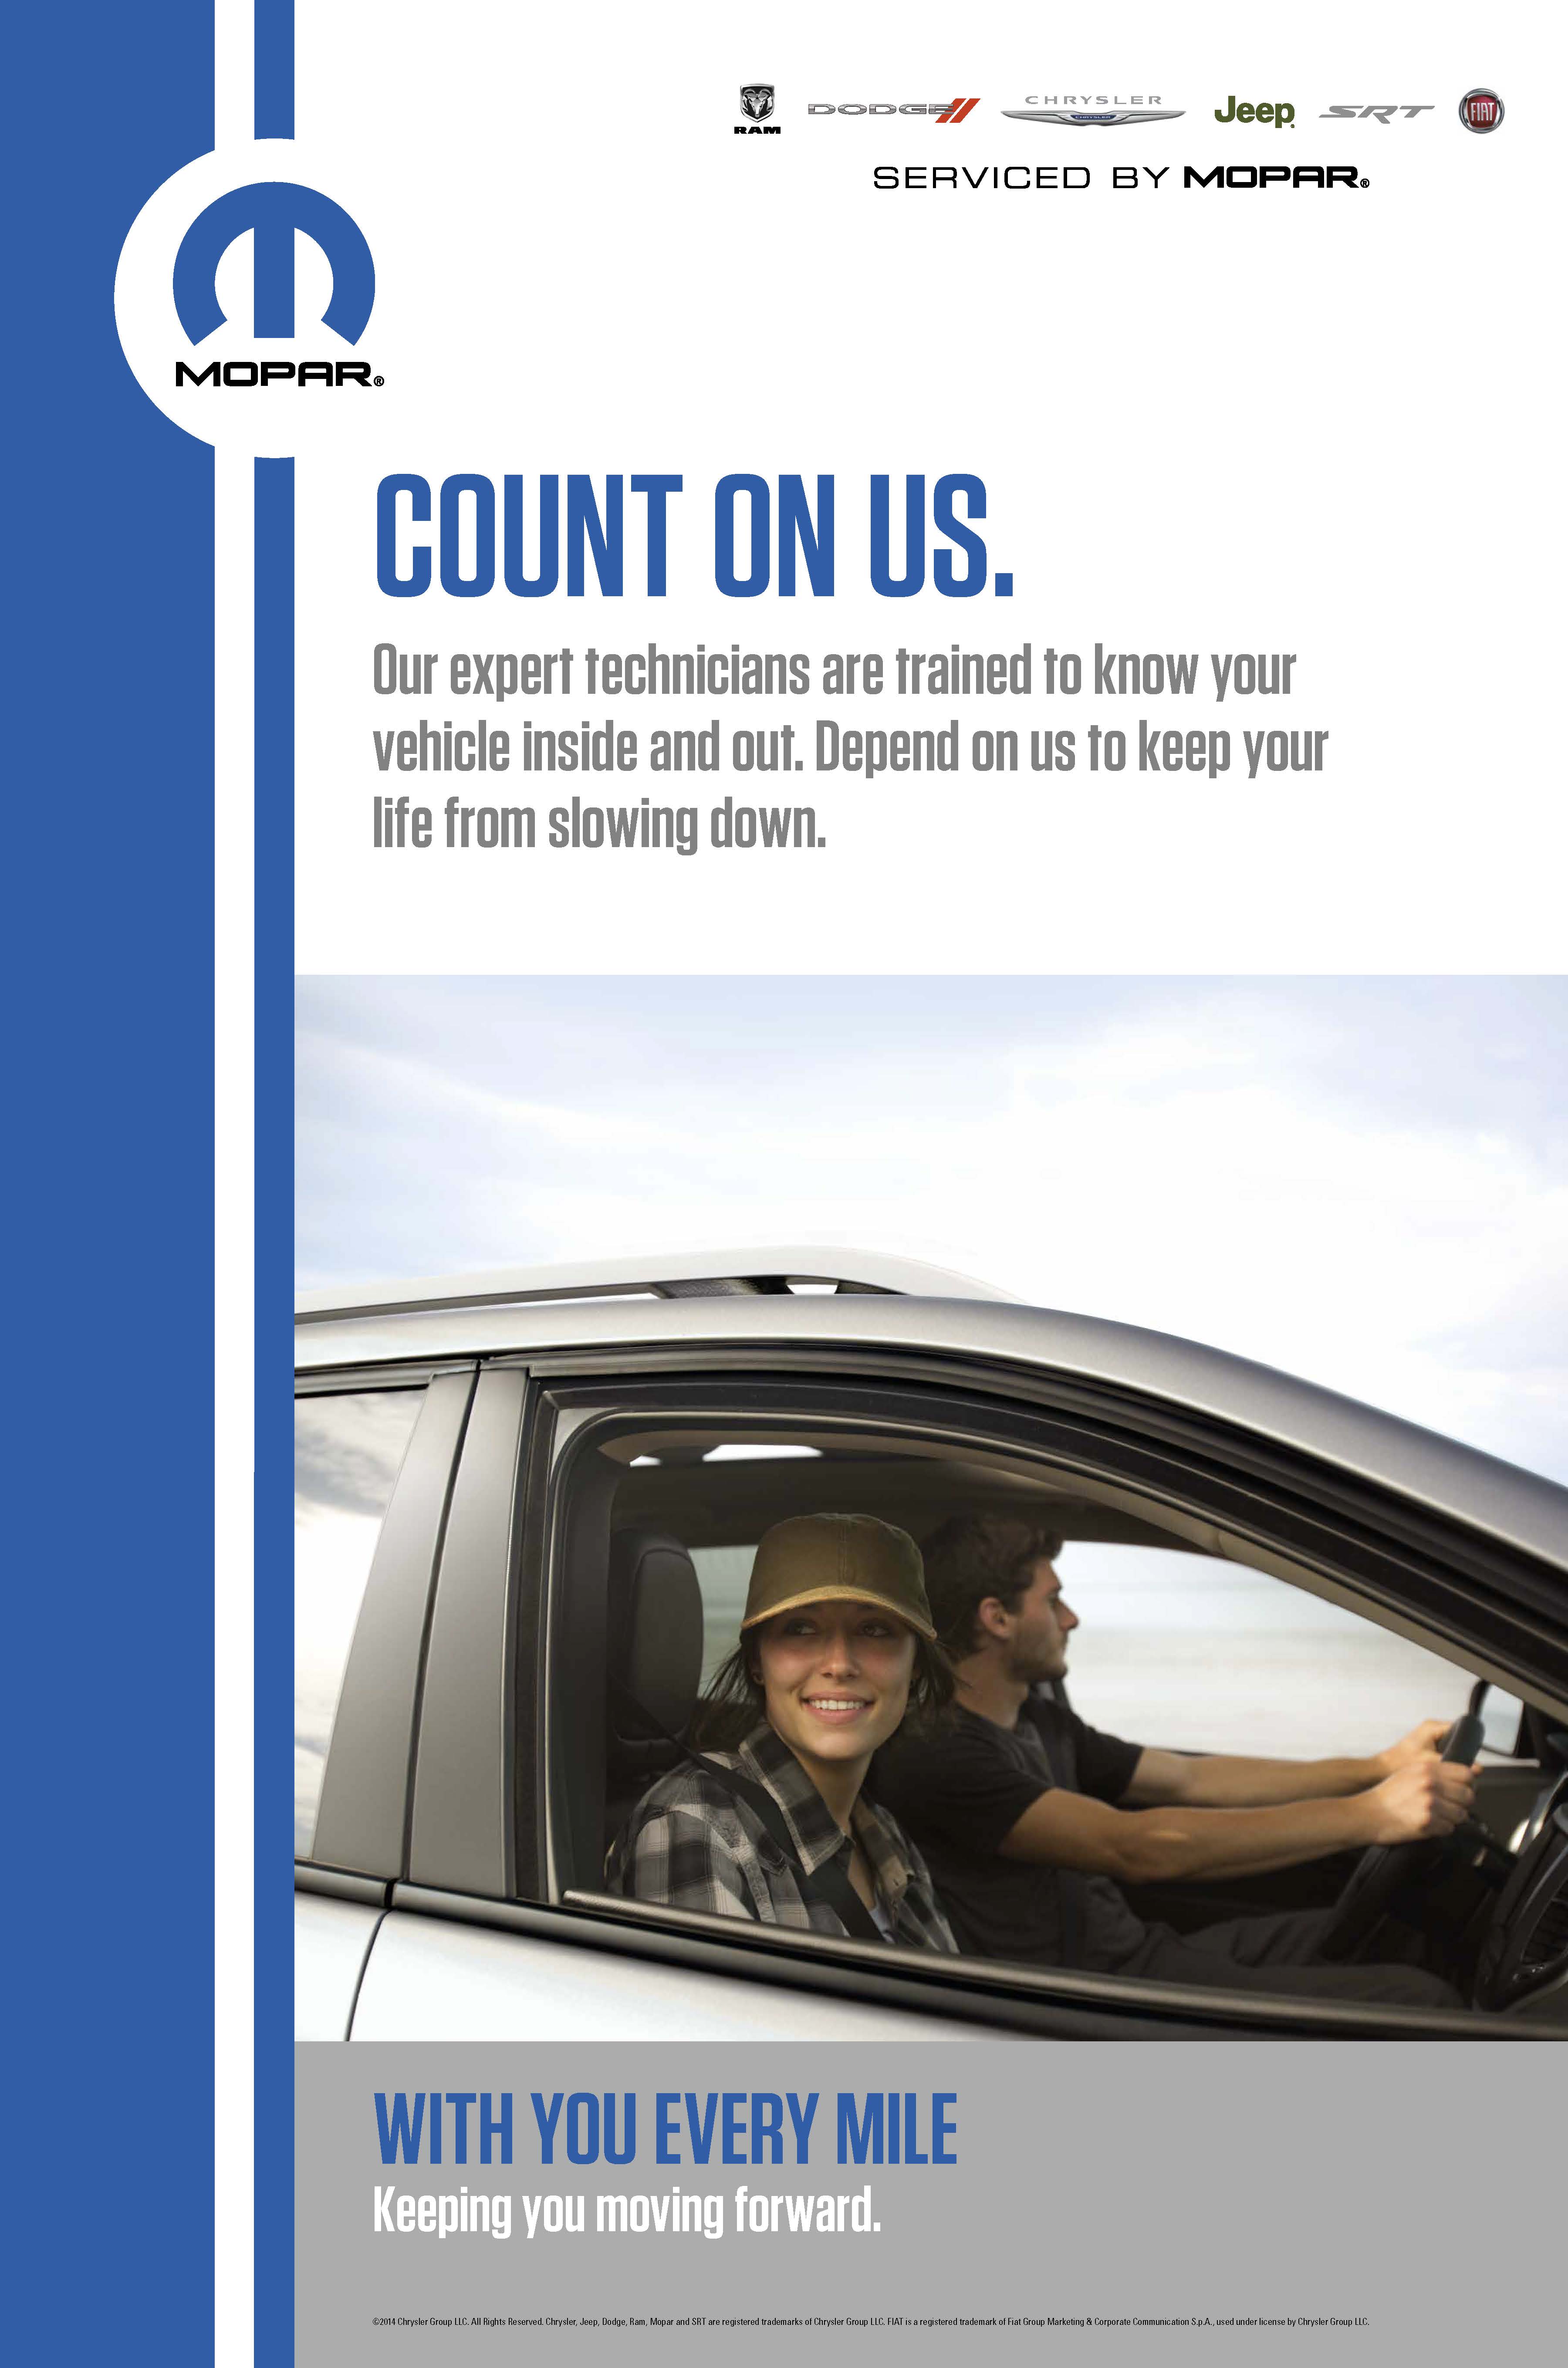 RAM DODGE CHRYSLER CHRYSLER Jeep® SRT FIAT
SERVICED BY MOPAR®
MOPAR®
COUNT ON US.
Our expert technicians are trained to know your
vehicle inside and out. Depend on us to keep your
life from slowing down.
WITH YOU EVERY MILE
Keeping you moving forward.
©2014 Chrysler Group LLC. All Rights Reserved. Chrysler, Jeep, Dodge, Ram, Mopar and SRT are registered trademarks of Chrysler Group LLC. FIAT is a registered trademark of Fiat Group Marketing & Corporate Communication S.p.A., used under license by Chrysler Group LLC.